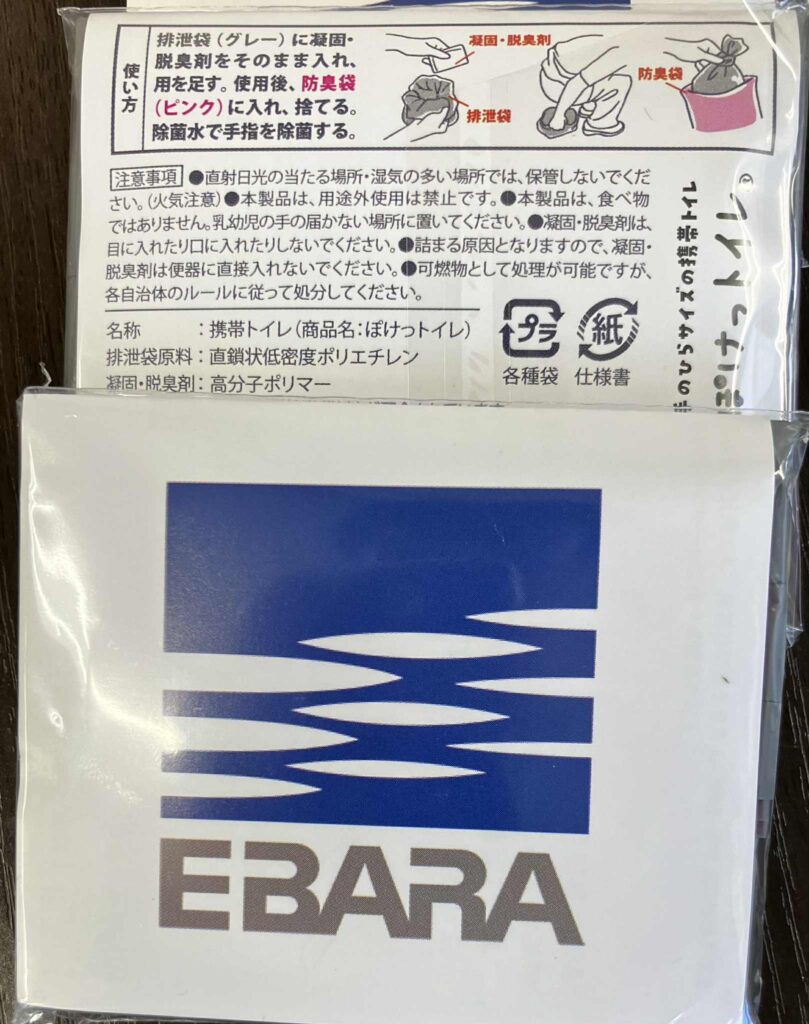 使い方
排泄袋（グレー）に凝固・
脱臭剤をそのまま入れ、
用を足す。使用後、防臭袋
（ピンク）に入れ、捨てる。
除菌水で手指を除菌する。
凝固・脱臭剤
排泄袋
防臭袋
注意事項 ●直射日光の当たる場所・湿気の多い場所では、保管しないでくだ
さい。（火気注意）●本製品は、用途外使用は禁止です。●本製品は、食べ物
ではありません。乳幼児の手の届かない場所に置いてください。●凝固・脱臭剤は、
目に入れたり口に入れたりしないでください。●詰まる原因となりますので、凝固・
脱臭剤は便器に直接入れないでください。●可燃物として処理が可能ですが、
各自治体のルールに従って処分してください。
名称　　　：携帯トイレ（商品名：ぽけっトイレ）
排泄袋原料：直鎖状低密度ポリエチレン
凝固・脱臭剤：高分子ポリマー
プラ
各種袋
紙
仕様書
のひらサイズの携帯トイレ
ぽけっトイレ®
EBARA